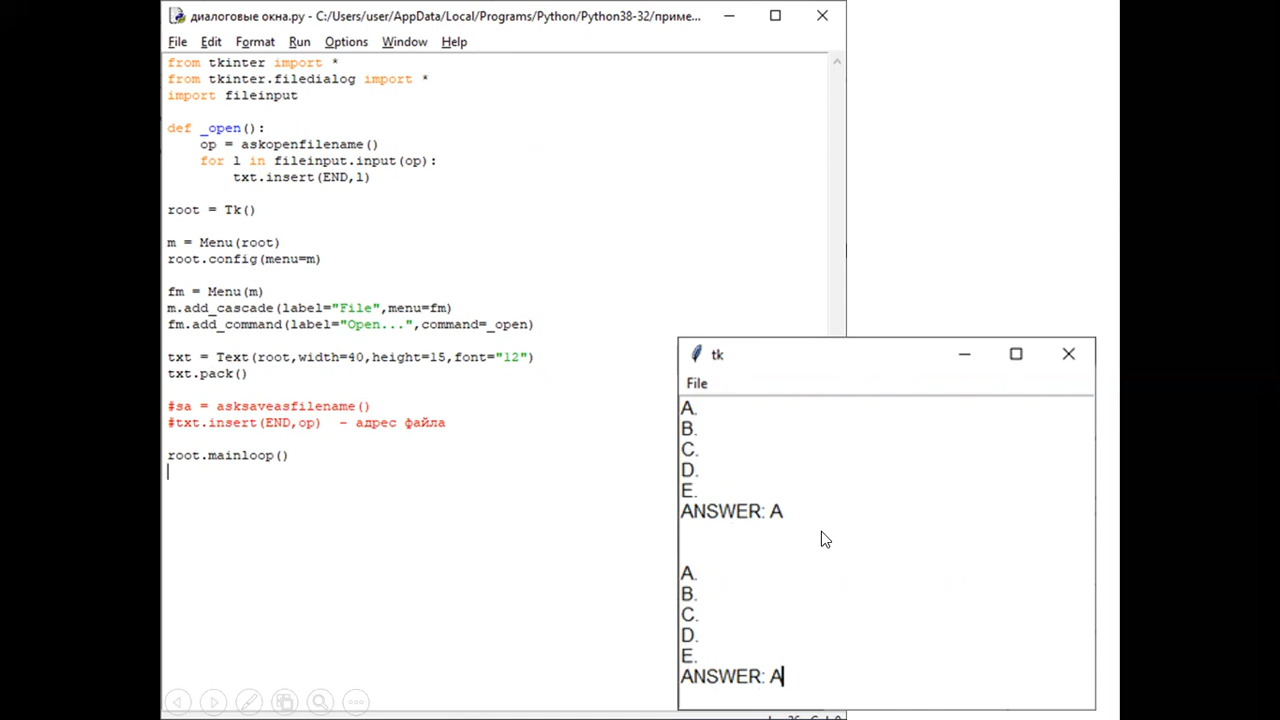 диалоговые окна.py - C:/Users/user/AppData/Local/Programs/Python/Python38-32/приме...
File Edit Format Run Options Window Help
from tkinter import *
from tkinter.filedialog import *
import fileinput
def _open():
op = askopenfilename()
for l in fileinput.input(op):
txt.insert(END,l)
root = Tk()
m = Menu(root)
root.config(menu=m)
fm = Menu(m)
m.add_cascade(label="File",menu=fm)
fm.add_command(label="Open...",command=_open)
txt = Text(root,width=40,height=15,font="12")
txt.pack()
#sa = asksaveasfilename()
#txt.insert(END,op)  - адрес файла
root.mainloop()
tk
File
A.
B.
C.
D.
E.
ANSWER: A
A.
B.
C.
D.
E.
ANSWER: A